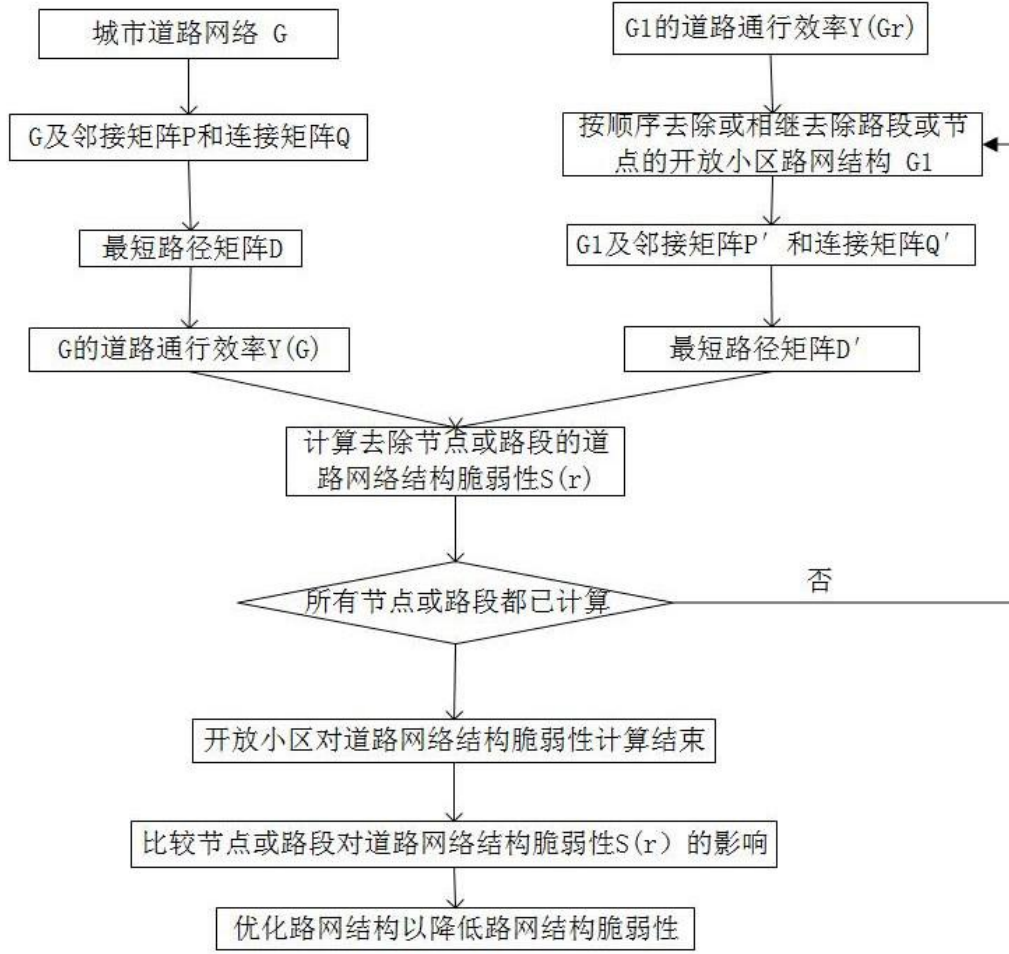 城市道路网络 G
G及邻接矩阵P和连接矩阵Q
最短路径矩阵D
G的道路通行效率Y(G)
G1的道路通行效率Y(Gr)
按顺序去除或相继去除路段或节
点的开放小区路网结构 G1
G1及邻接矩阵P′ 和连接矩阵Q′
最短路径矩阵D′
计算去除节点或路段的道
路网络结构脆弱性S(r)
所有节点或路段都已计算
否
开放小区对道路网络结构脆弱性计算结束
比较节点或路段对道路网络结构脆弱性S(r) 的影响
优化路网结构以降低路网结构脆弱性